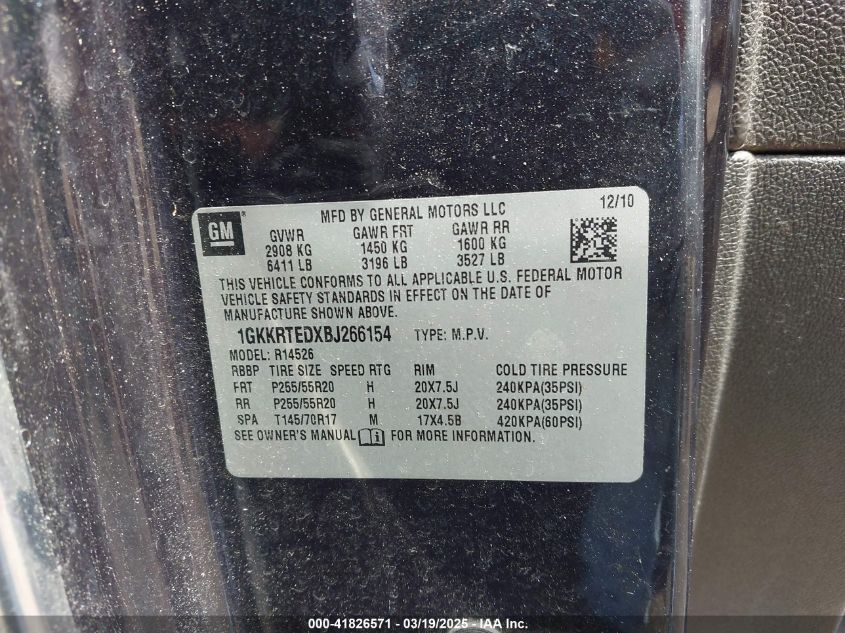 GM ®
MFD BY GENERAL MOTORS LLC 12/10
GVWR GAWR FRT GAWR RR
2908 KG 1450 KG 1600 KG
6411 LB 3196 LB 3527 LB
THIS VEHICLE CONFORMS TO ALL APPLICABLE U.S. FEDERAL MOTOR
VEHICLE SAFETY STANDARDS IN EFFECT ON THE DATE OF
MANUFACTURE SHOWN ABOVE.
1GKKRTEDXBJ266154 TYPE: M.P.V.
MODEL: R14526
RBBP TIRE SIZE SPEED RTG RIM COLD TIRE PRESSURE
FRT P255/55R20 H 20X7.5J 240KPA(35PSI)
RR P255/55R20 H 20X7.5J 240KPA(35PSI)
SPA T145/70R17 M 17X4.5B 420KPA(60PSI)
SEE OWNER'S MANUAL FOR MORE INFORMATION.
000-41826571 — 03/19/2025 — IAA Inc.